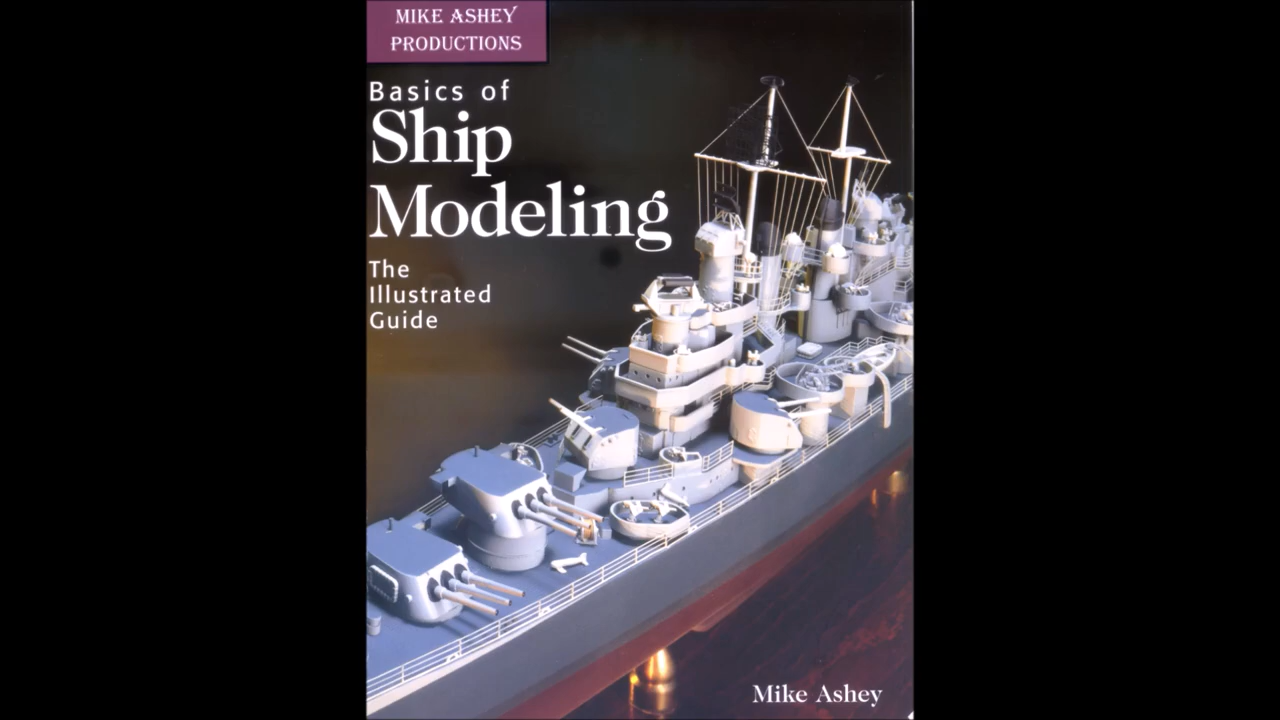 MIKE ASHEY
PRODUCTIONS
Basics of
Ship
Modeling
The
Illustrated
Guide
Mike Ashey